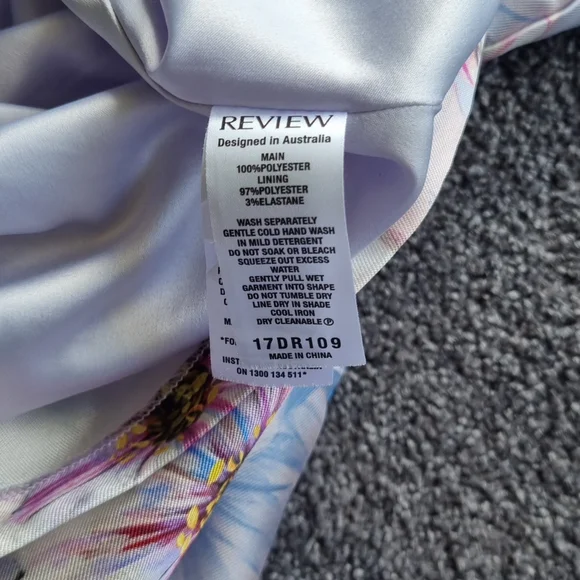 REVIEW
Designed in Australia
MAIN
100%POLYESTER
LINING
97%POLYESTER
3%ELASTANE
WASH SEPARATELY
GENTLE COLD HAND WASH
IN MILD DETERGENT
DO NOT SOAK OR BLEACH
SQUEEZE OUT EXCESS
WATER
GENTLY PULL WET
GARMENT INTO SHAPE
DO NOT TUMBLE DRY
LINE DRY IN SHADE
COOL IRON
DRY CLEANABLE Ⓟ
17DR109
MADE IN CHINA
ON 1300 134 511*